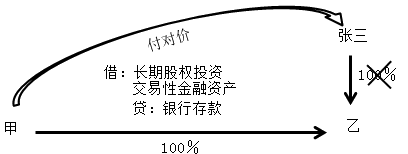 付对价
张三
借：长期股权投资
交易性金融资产
贷：银行存款
100%
甲
乙
100%